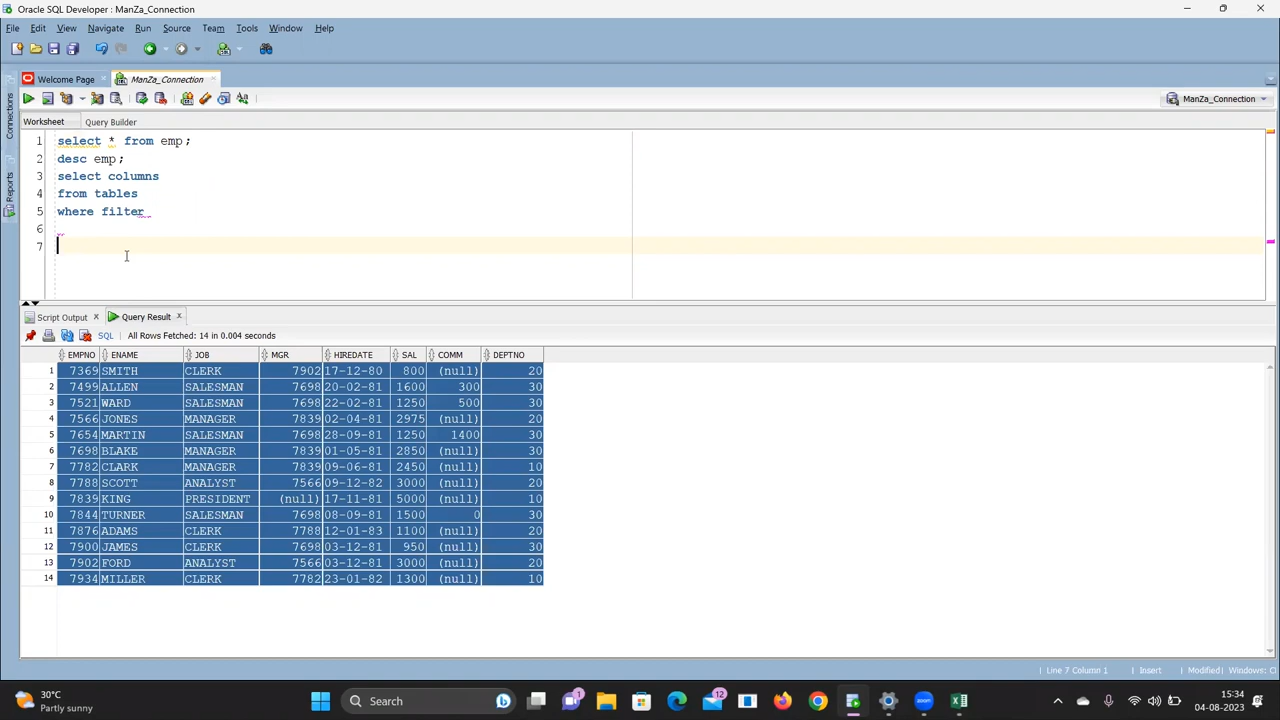 Oracle SQL Developer : ManZa_Connection
File Edit View Navigate Run Source Team Tools Window Help
Welcome Page ManZa_Connection
ManZa_Connection
Worksheet Query Builder
1 select * from emp;
2 desc emp;
3 select columns
4 from tables
5 where filter
6
7
Connections
Reports
Script Output Query Result
SQL All Rows Fetched: 14 in 0.004 seconds
EMPNO ENAME JOB MGR HIREDATE SAL COMM DEPTNO
1 7369 SMITH CLERK 7902 17-12-80 800 (null) 20
2 7499 ALLEN SALESMAN 7698 20-02-81 1600 300 30
3 7521 WARD SALESMAN 7698 22-02-81 1250 500 30
4 7566 JONES MANAGER 7839 02-04-81 2975 (null) 20
5 7654 MARTIN SALESMAN 7698 28-09-81 1250 1400 30
6 7698 BLAKE MANAGER 7839 01-05-81 2850 (null) 30
7 7782 CLARK MANAGER 7839 09-06-81 2450 (null) 10
8 7788 SCOTT ANALYST 7566 09-12-82 3000 (null) 20
9 7839 KING PRESIDENT (null) 17-11-81 5000 (null) 10
10 7844 TURNER SALESMAN 7698 08-09-81 1500 0 30
11 7876 ADAMS CLERK 7788 12-01-83 1100 (null) 20
12 7900 JAMES CLERK 7698 03-12-81 950 (null) 30
13 7902 FORD ANALYST 7566 03-12-81 3000 (null) 20
14 7934 MILLER CLERK 7782 23-01-82 1300 (null) 10
Line 7 Column 1 Insert Modified Windows: C
30°C
Partly sunny
Search
12
15:34
04-08-2023